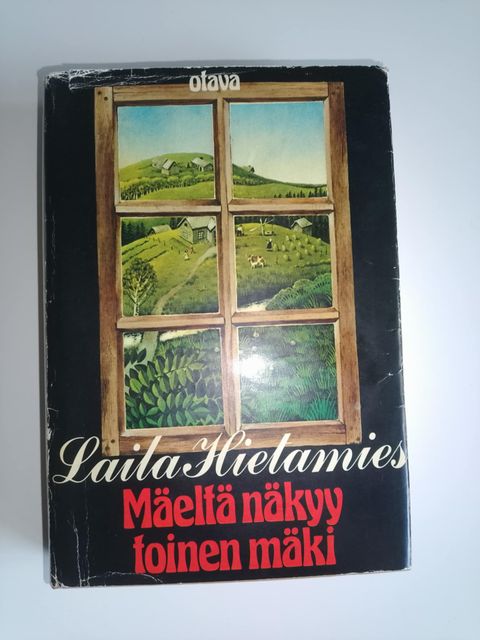 otava
Laila Hietamies
Mäeltä näkyy
toinen mäki